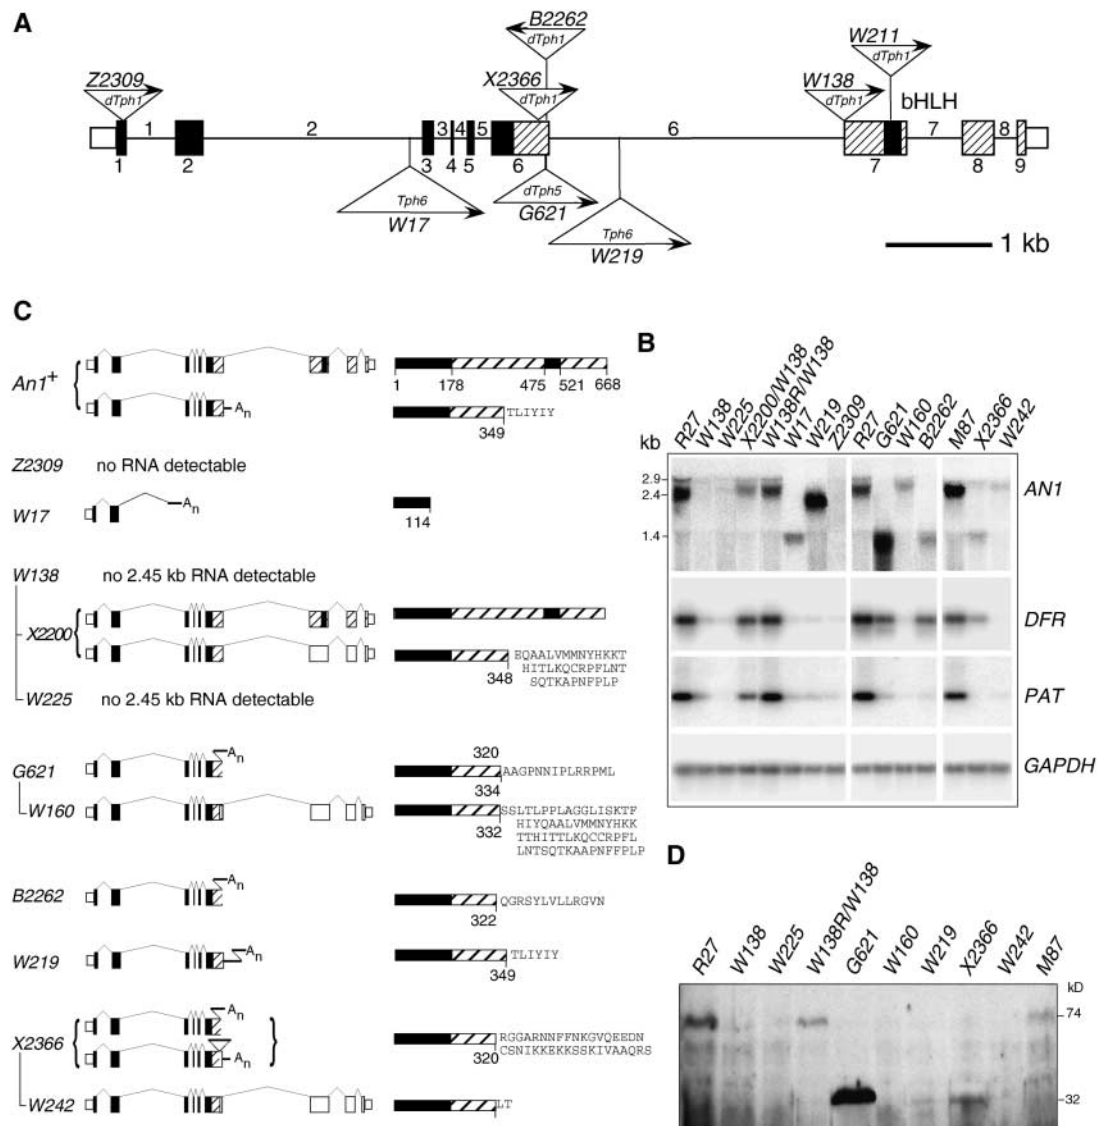 A
Z2309
dTph1
B2262
dTph1
X2366
dTph1
W211
dTph1
W138
dTph1
bHLH
1 2 3 4 5 6 7 8
1 2 3 4 5 6 7 8 9
Tph6
W17
dTph5
G621
Tph6
W219
1 kb
C
An1+
An
1 178 475 521 668
349 TLIYIY
Z2309 no RNA detectable
W17
An
114
W138 no 2.45 kb RNA detectable
X2200
348 EQAALVMMNYHKKT
HITLKQCRPFLNT
SQTKAPNFPLP
W225 no 2.45 kb RNA detectable
G621
An
320
334 AAGPNNIPLRRPML
W160
332 SSLTLPPLAGGLISKTF
HIYQAALVMMNYHKK
TTHITTLKQCCRPFL
LNTSQTKAAPNFFPLP
B2262
An
322 QGRSYLVLLRGVN
W219
An
349 TLIYIY
X2366
An
An
320 RGGARNNFFNKGVQEEDN
CSNIKKEKKSSKIVAAQRS
W242
LT
B
kb
R27 W138 W225 X2200/W138 W138R/W138 W17 W219 Z2309 R27 G621 W160 B2262 M87 X2366 W242
2.9
2.4
1.4
AN1
DFR
PAT
GAPDH
D
R27 W138 W225 W138R/W138 G621 W160 W219 X2366 W242 M87
kD
74
32